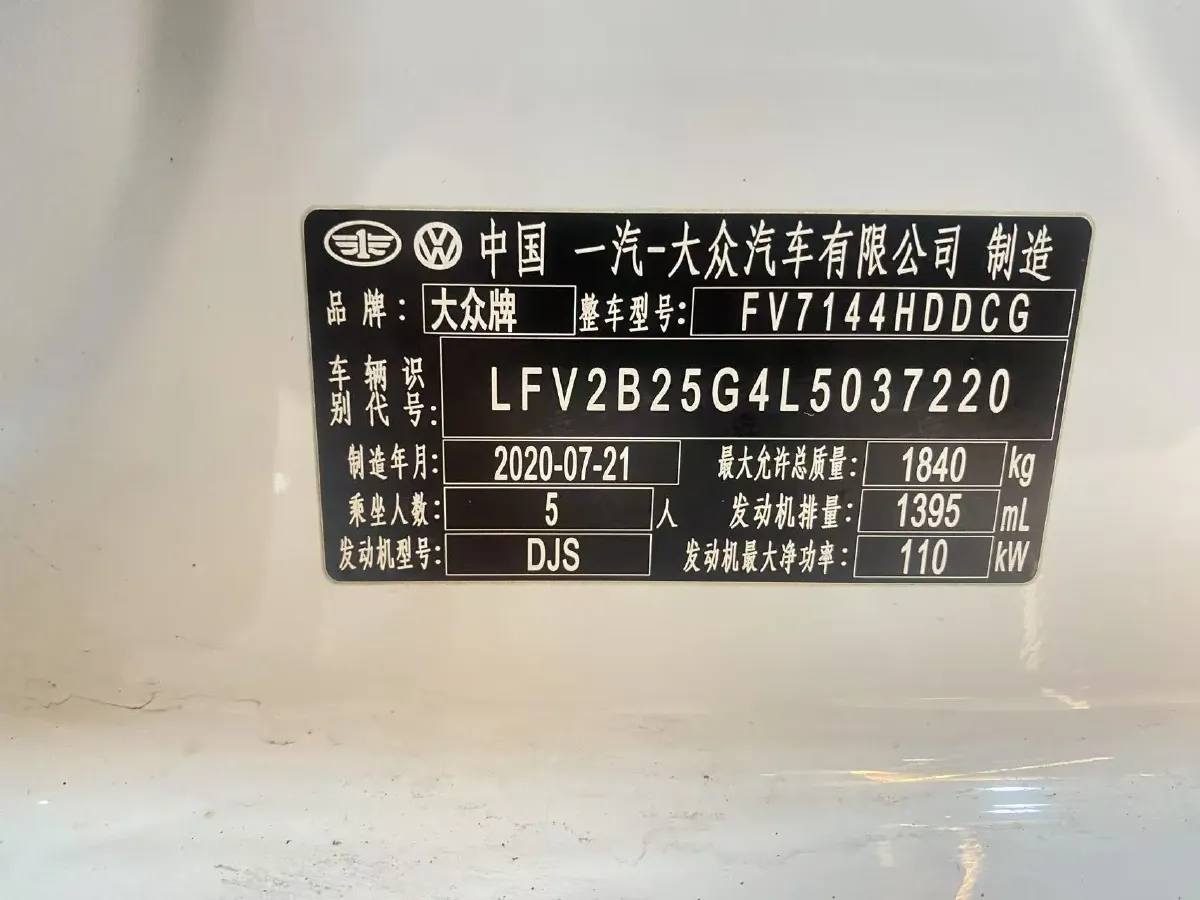 中国 一汽-大众汽车有限公司 制造
品牌: 大众牌 整车型号: FV7144HDDCG
车辆识别代号: LFV2B25G4L5037220
制造年月: 2020-07-21 最大允许总质量: 1840 kg
乘坐人数: 5 人 发动机排量: 1395 mL
发动机型号: DJS 发动机最大净功率: 110 kW